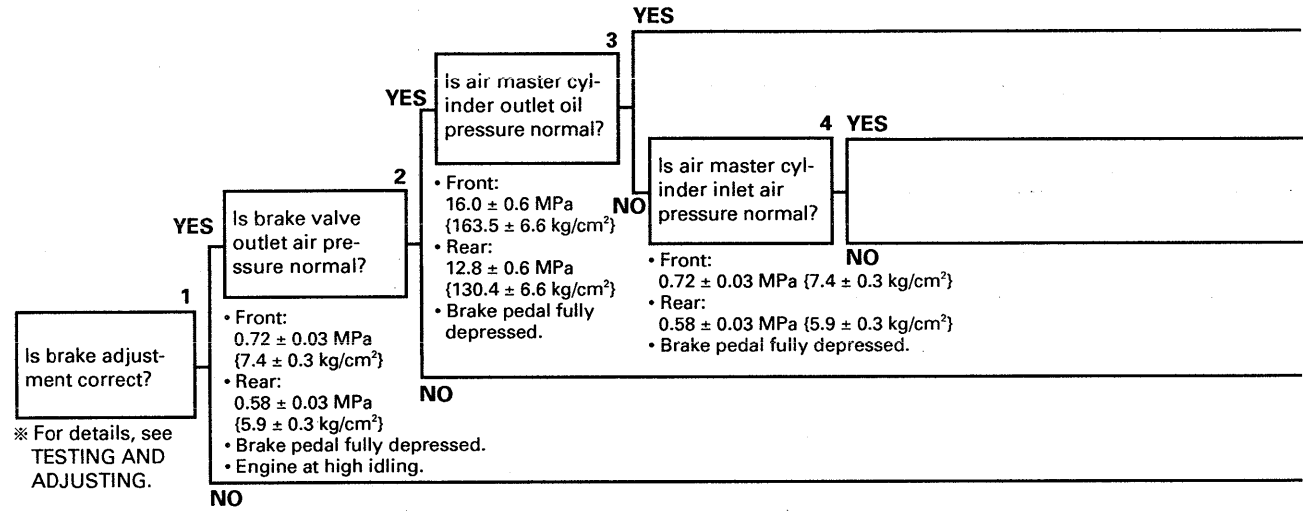 1
Is brake adjust-
ment correct?
※ For details, see
TESTING AND
ADJUSTING.
YES
NO
2
Is brake valve
outlet air pre-
ssure normal?
• Front:
0.72 ± 0.03 MPa
{7.4 ± 0.3 kg/cm²}
• Rear:
0.58 ± 0.03 MPa
{5.9 ± 0.3 kg/cm²}
• Brake pedal fully depressed.
• Engine at high idling.
YES
NO
3
Is air master cyl-
inder outlet oil
pressure normal?
• Front:
16.0 ± 0.6 MPa
{163.5 ± 6.6 kg/cm²}
• Rear:
12.8 ± 0.6 MPa
{130.4 ± 6.6 kg/cm²}
• Brake pedal fully
depressed.
YES
NO
4
Is air master cyl-
inder inlet air
pressure normal?
• Front:
0.72 ± 0.03 MPa {7.4 ± 0.3 kg/cm²}
• Rear:
0.58 ± 0.03 MPa {5.9 ± 0.3 kg/cm²}
• Brake pedal fully depressed.
YES
NO